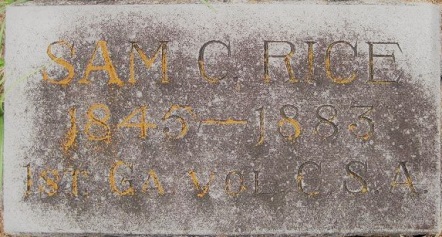 SAM C. RICE
1845—1883
1ST. GA. VOL. C.S.A.